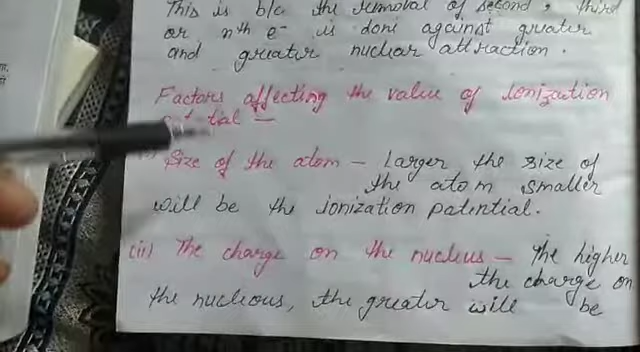 This is b/c the removal of second, third
or nth e- is done against greater
and greater nuclear attraction.
Factors affecting the value of Ionization
tial -
Size of the atom - Larger the size of
the atom smaller
will be the ionization patential.
(ii) The charge on the nucleus - The higher
the charge on
the nucleous, the greater will be